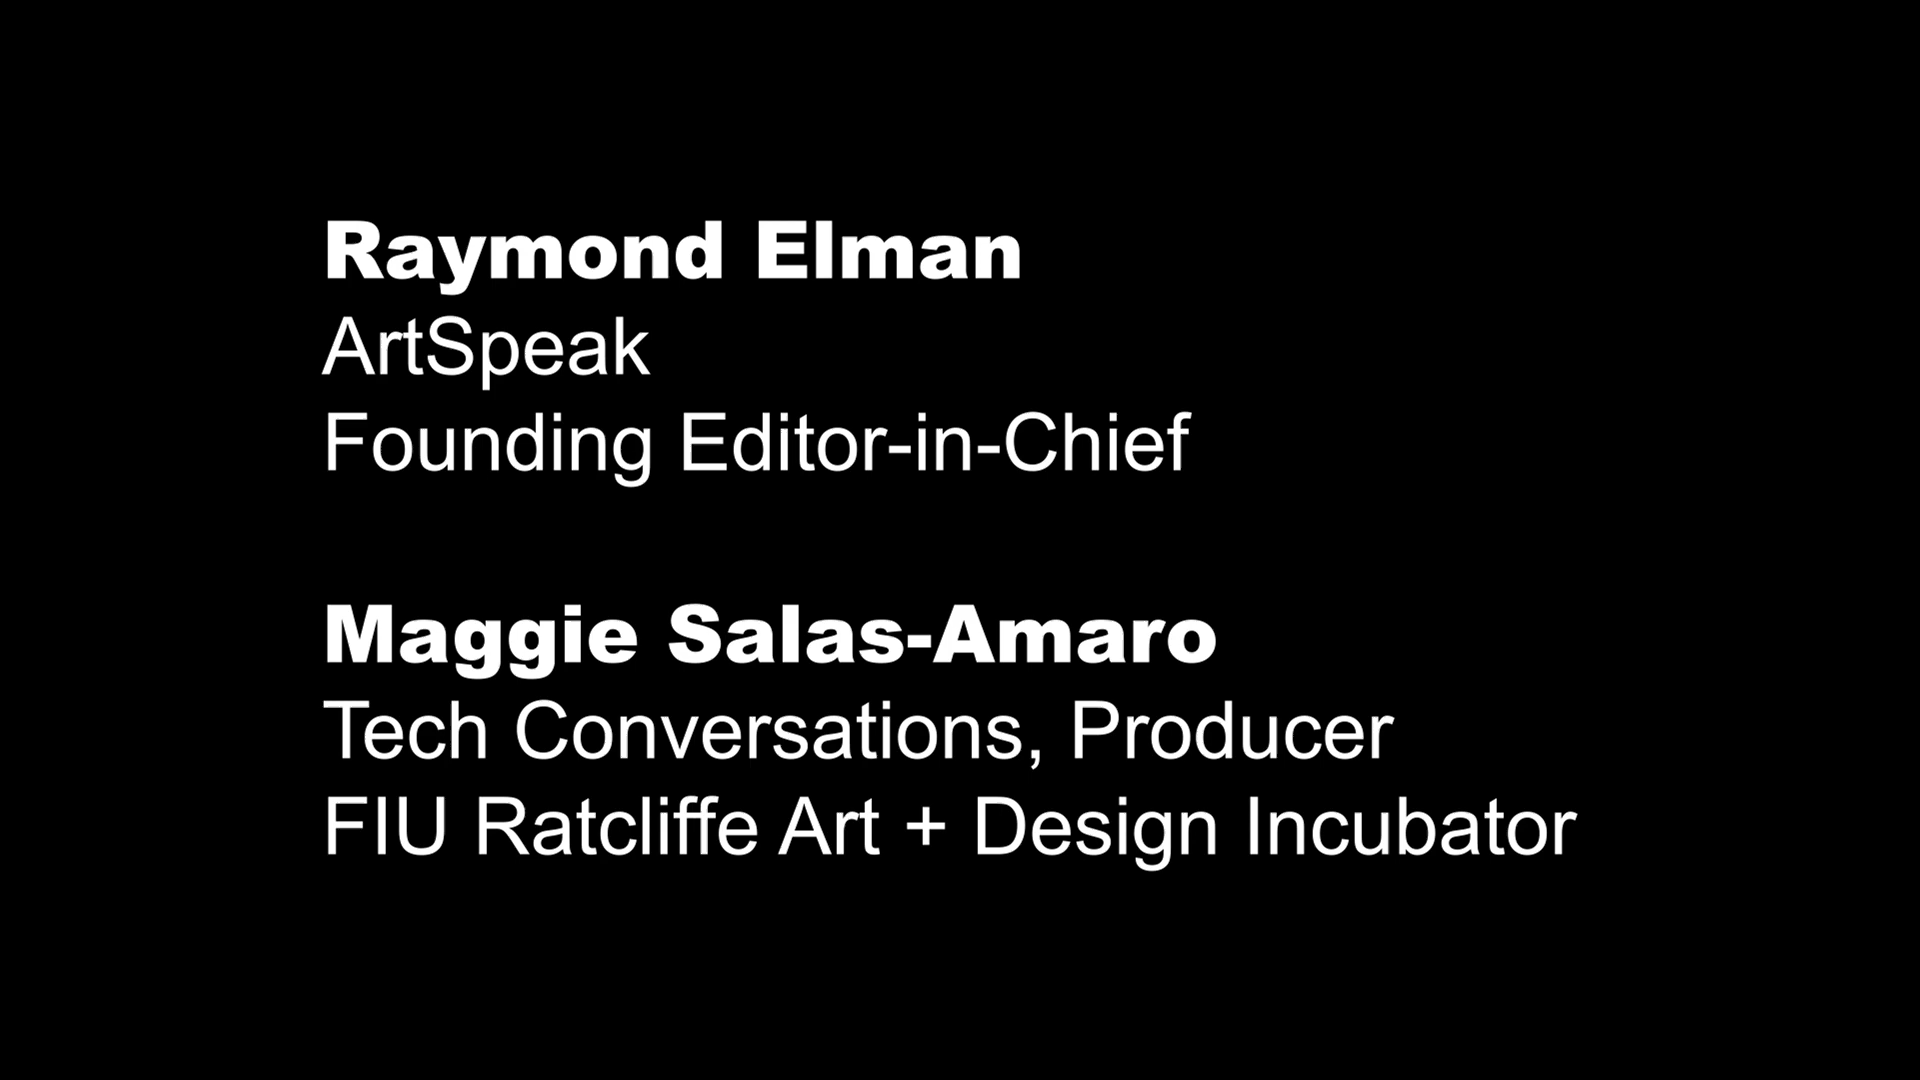 Raymond Elman
ArtSpeak
Founding Editor-in-Chief
Maggie Salas-Amaro
Tech Conversations, Producer
FIU Ratcliffe Art + Design Incubator